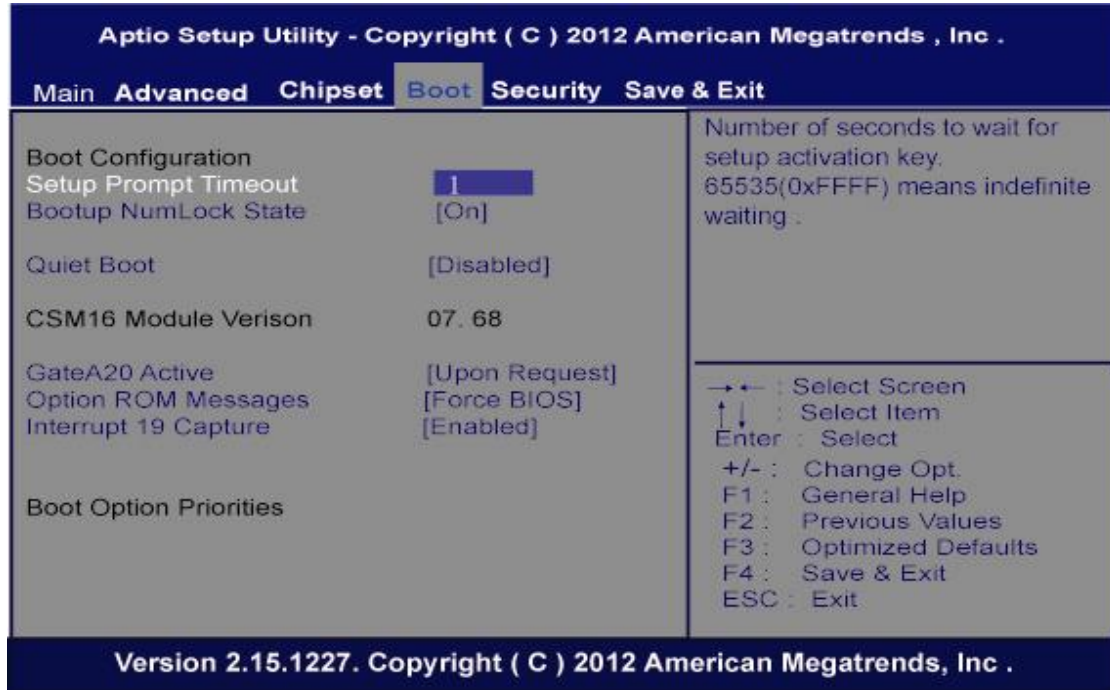 Aptio Setup Utility - Copyright ( C ) 2012 American Megatrends , Inc .
Main Advanced Chipset Boot Security Save & Exit
Boot Configuration
Setup Prompt Timeout 1
Bootup NumLock State [On]
Quiet Boot [Disabled]
CSM16 Module Verison 07. 68
GateA20 Active [Upon Request]
Option ROM Messages [Force BIOS]
Interrupt 19 Capture [Enabled]
Boot Option Priorities
Number of seconds to wait for
setup activation key.
65535(0xFFFF) means indefinite
waiting .
→ ← : Select Screen
↑ ↓ : Select Item
Enter : Select
+/- : Change Opt.
F1 : General Help
F2 : Previous Values
F3 : Optimized Defaults
F4 : Save & Exit
ESC : Exit
Version 2.15.1227. Copyright ( C ) 2012 American Megatrends, Inc .